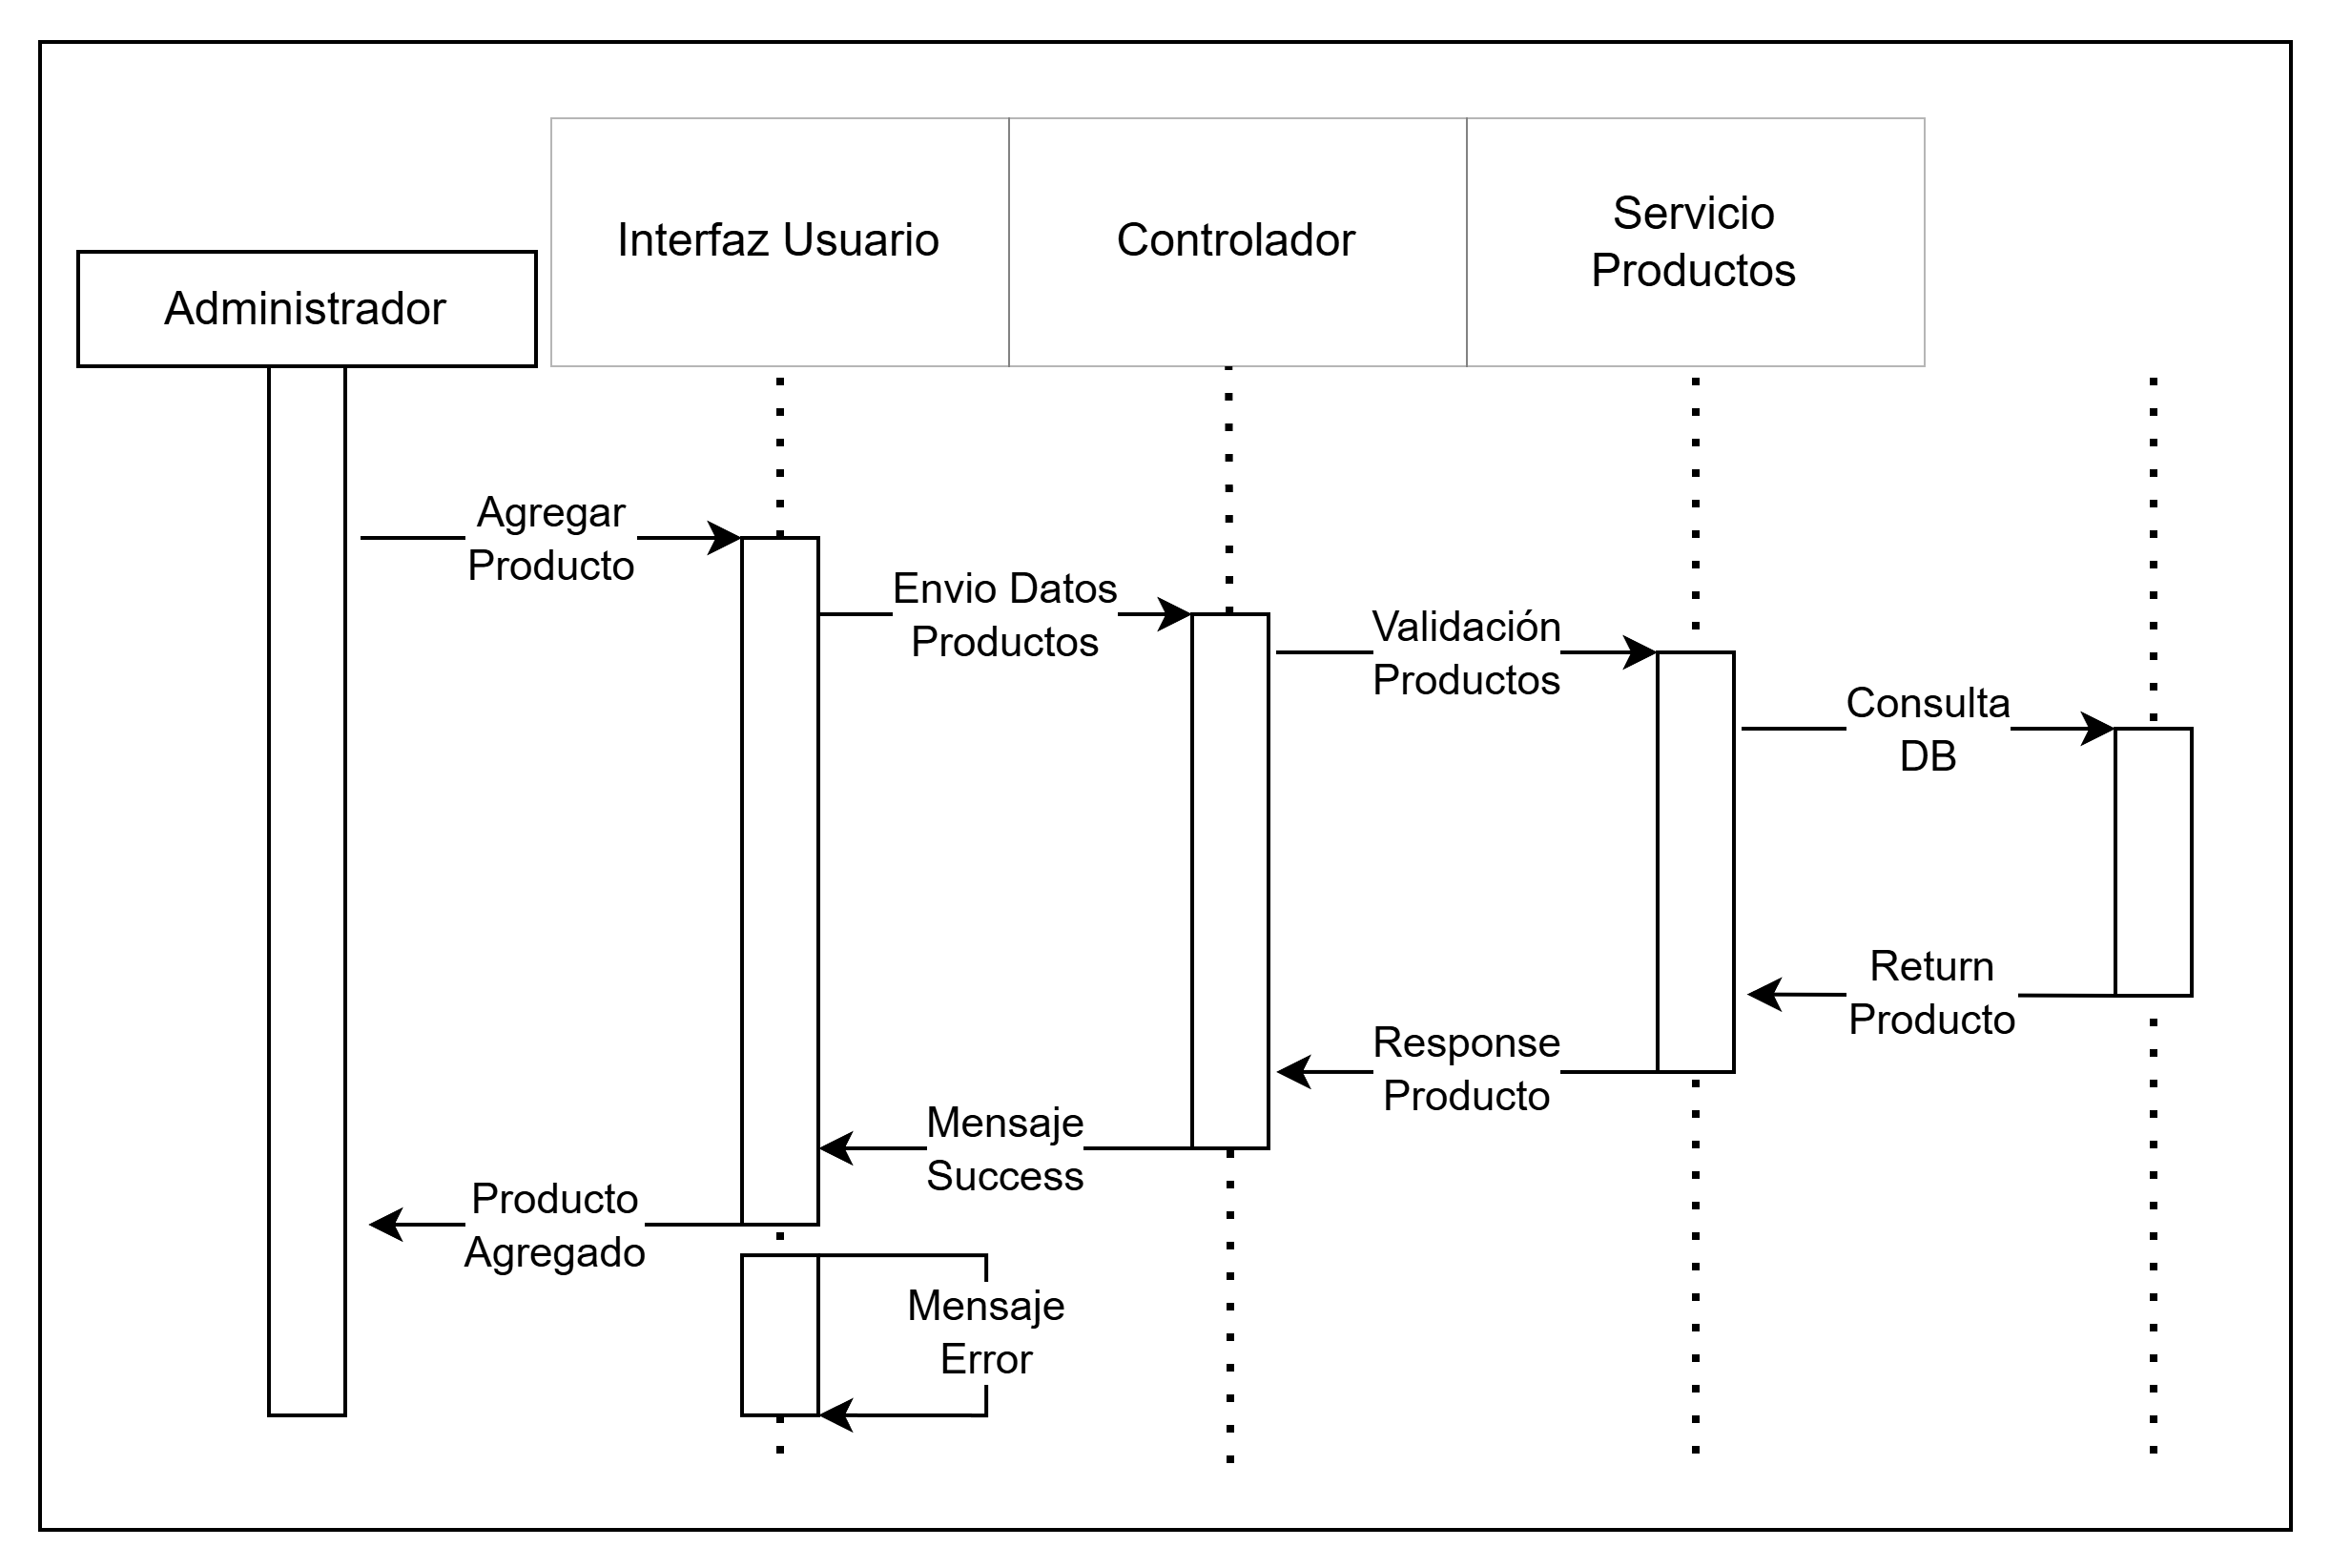 Administrador
Interfaz Usuario
Controlador
Servicio
Productos
Agregar
Producto
Envio Datos
Productos
Validación
Productos
Consulta
DB
Return
Producto
Response
Producto
Mensaje
Success
Producto
Agregado
Mensaje
Error